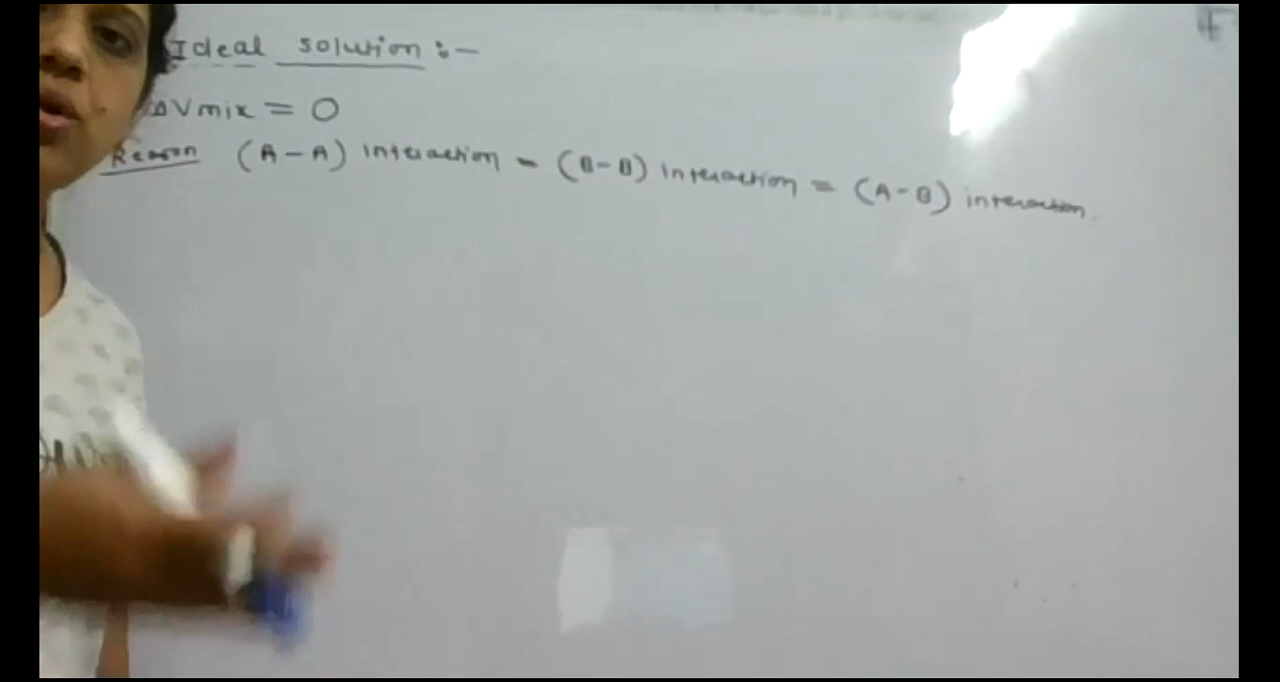 Ideal solution :-
ΔVmix = 0
Reason (A-A) interaction = (B-B) interaction = (A-B) interaction.